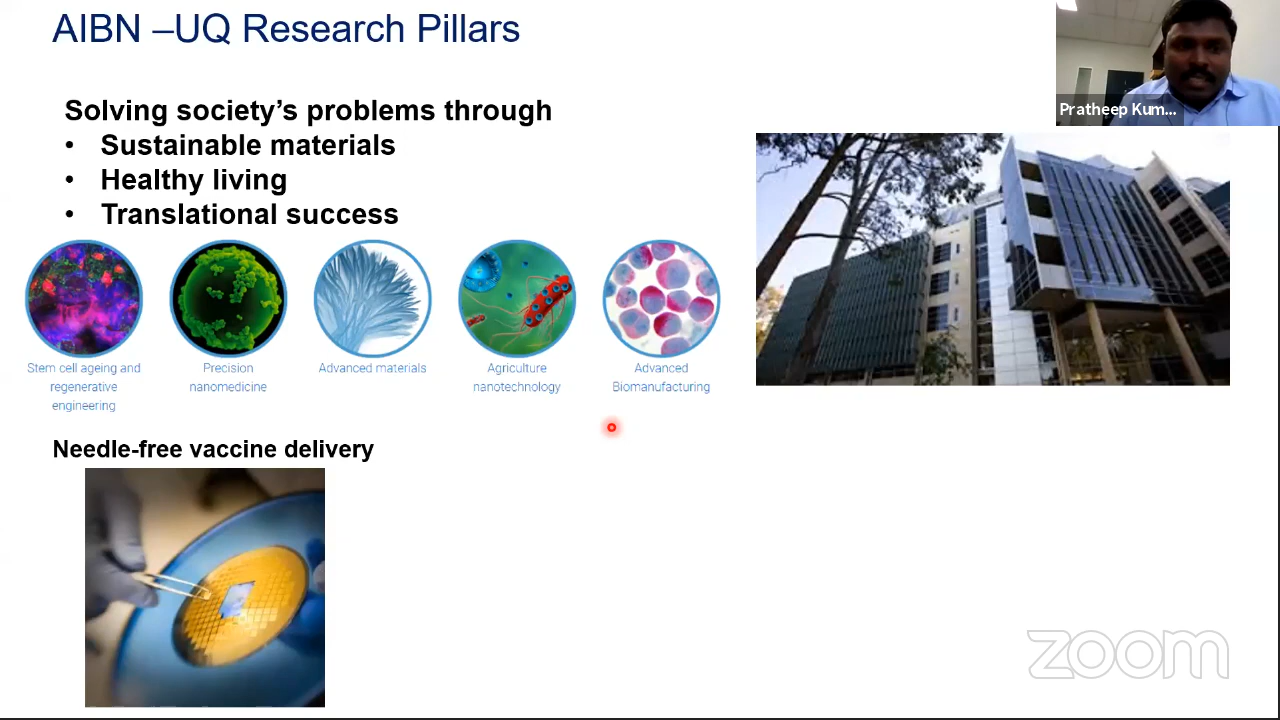 AIBN –UQ Research Pillars
Pratheep Kum...
Solving society's problems through
• Sustainable materials
• Healthy living
• Translational success
Stem cell ageing and
regenerative
engineering
Precision
nanomedicine
Advanced materials
Agriculture
nanotechnology
Advanced
Biomanufacturing
Needle-free vaccine delivery
zoom